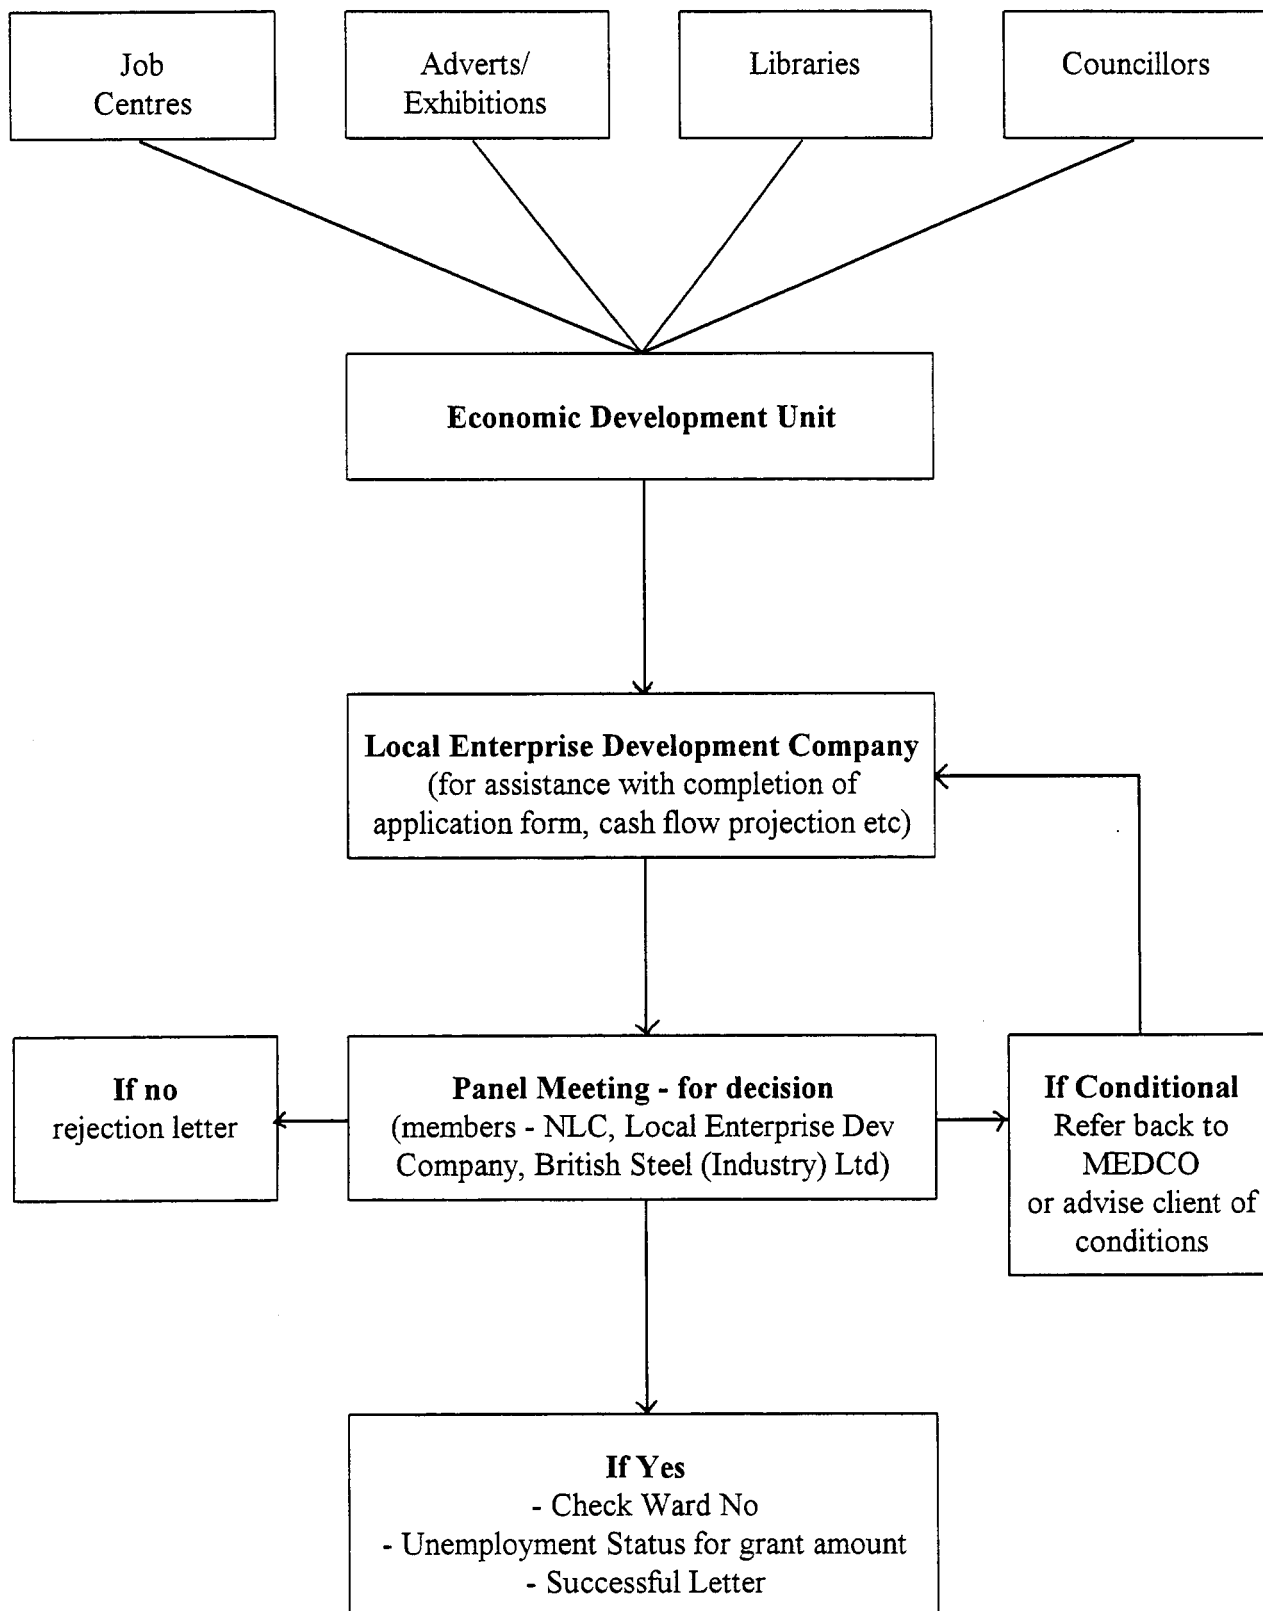 Job
Centres
Adverts/
Exhibitions
Libraries
Councillors
Economic Development Unit
Local Enterprise Development Company
(for assistance with completion of
application form, cash flow projection etc)
If no
rejection letter
Panel Meeting - for decision
(members - NLC, Local Enterprise Dev
Company, British Steel (Industry) Ltd)
If Conditional
Refer back to
MEDCO
or advise client of
conditions
If Yes
- Check Ward No
- Unemployment Status for grant amount
- Successful Letter